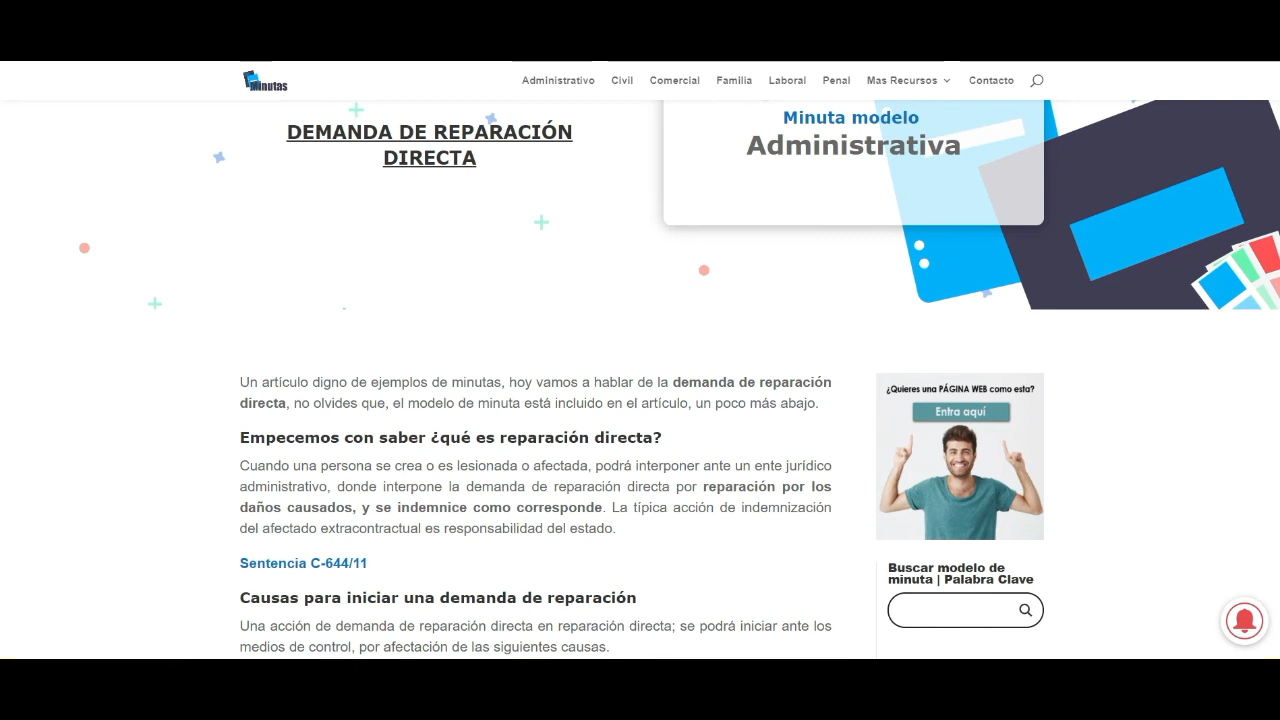 Minutas
Administrativo Civil Comercial Familia Laboral Penal Mas Recursos Contacto
DEMANDA DE REPARACIÓN
DIRECTA
Minuta modelo
Administrativa
Un artículo digno de ejemplos de minutas, hoy vamos a hablar de la demanda de reparación
directa, no olvides que, el modelo de minuta está incluido en el artículo, un poco más abajo.
Empecemos con saber ¿qué es reparación directa?
Cuando una persona se crea o es lesionada o afectada, podrá interponer ante un ente jurídico
administrativo, donde interpone la demanda de reparación directa por reparación por los
daños causados, y se indemnice como corresponde. La típica acción de indemnización
del afectado extracontractual es responsabilidad del estado.
Sentencia C-644/11
Causas para iniciar una demanda de reparación
Una acción de demanda de reparación directa en reparación directa; se podrá iniciar ante los
medios de control, por afectación de las siguientes causas.
¿Quieres una PÁGINA WEB como esta?
Entra aquí
Buscar modelo de
minuta | Palabra Clave